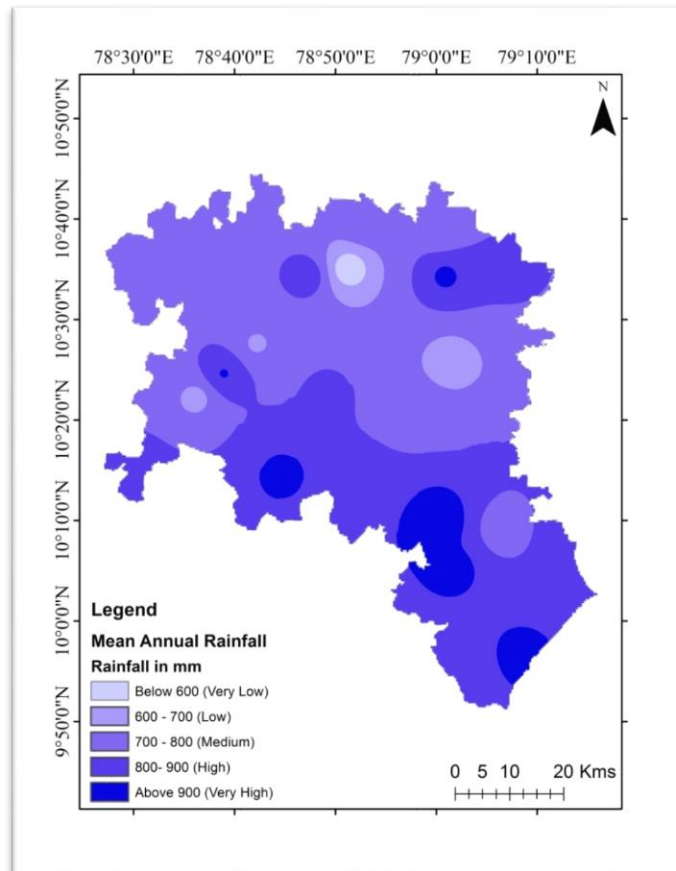 78°30'0"E 78°40'0"E 78°50'0"E 79°0'0"E 79°10'0"E
N
10°50'0"N
10°40'0"N
10°30'0"N
10°20'0"N
10°10'0"N
10°0'0"N
9°50'0"N
Legend
Mean Annual Rainfall
Rainfall in mm
Below 600 (Very Low)
600 - 700 (Low)
700 - 800 (Medium)
800- 900 (High)
Above 900 (Very High)
0 5 10 20 Kms